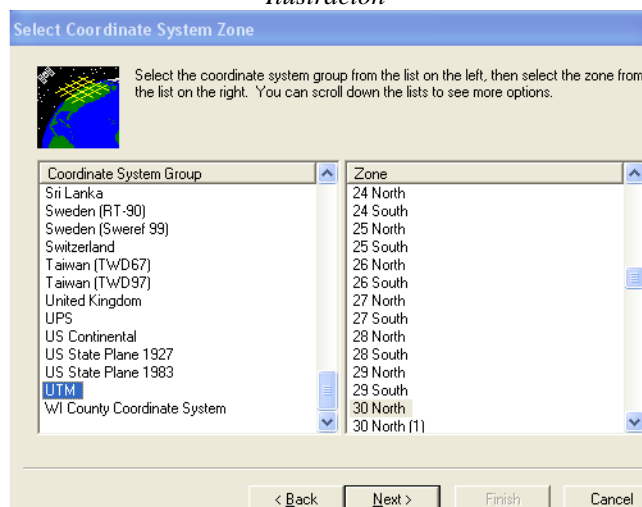 Ilustración
Select Coordinate System Zone
Select the coordinate system group from the list on the left, then select the zone from
the list on the right. You can scroll down the lists to see more options.
Coordinate System Group
Sri Lanka
Sweden (RT-90)
Sweden (Sweref 99)
Switzerland
Taiwan (TWD67)
Taiwan (TWD97)
United Kingdom
UPS
US Continental
US State Plane 1927
US State Plane 1983
UTM
WI County Coordinate System
Zone
24 North
24 South
25 North
25 South
26 North
26 South
27 North
27 South
28 North
28 South
29 North
29 South
30 North
30 North (1)
< Back
Next >
Finish
Cancel